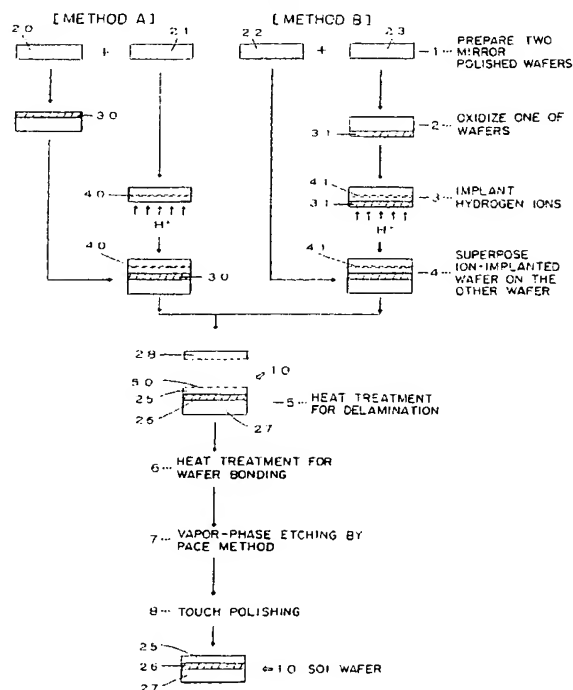 [METHOD A] [METHOD B]
20 + 21 22 + 23 1... PREPARE TWO
MIRROR
POLISHED WAFERS
30 31 2... OXIDIZE ONE OF
WAFERS
40 41 3... IMPLANT
31 HYDROGEN IONS
H+ H+
40 41 SUPERPOSE
30 4... ION-IMPLANTED
WAFER ON THE
OTHER WAFER
28
50 10
25 5... HEAT TREATMENT
26 27 FOR DELAMINATION
6... HEAT TREATMENT FOR
WAFER BONDING
7... VAPOR-PHASE ETCHING BY
PACE METHOD
8... TOUCH POLISHING
25
26 ⇦10 SOI WAFER
27